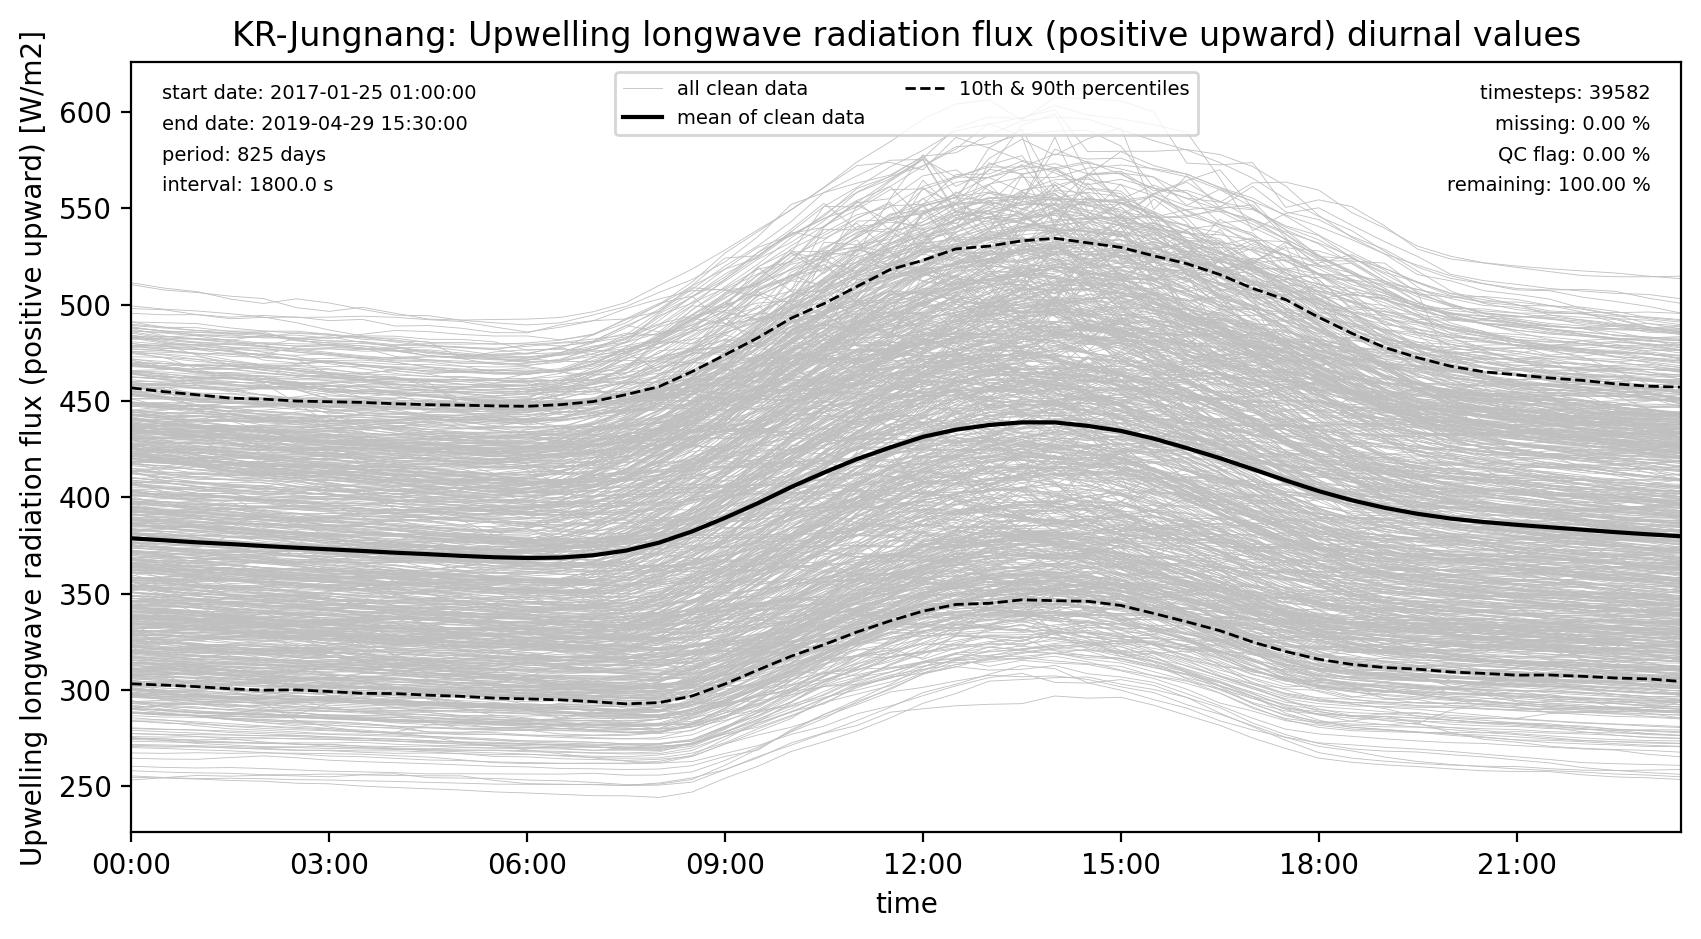 KR-Jungnang: Upwelling longwave radiation flux (positive upward) diurnal values
Upwelling longwave radiation flux (positive upward) [W/m2]
start date: 2017-01-25 01:00:00
end date: 2019-04-29 15:30:00
period: 825 days
interval: 1800.0 s
all clean data
mean of clean data
10th & 90th percentiles
timesteps: 39582
missing: 0.00 %
QC flag: 0.00 %
remaining: 100.00 %
600
550
500
450
400
350
300
250
00:00 03:00 06:00 09:00 12:00 15:00 18:00 21:00
time